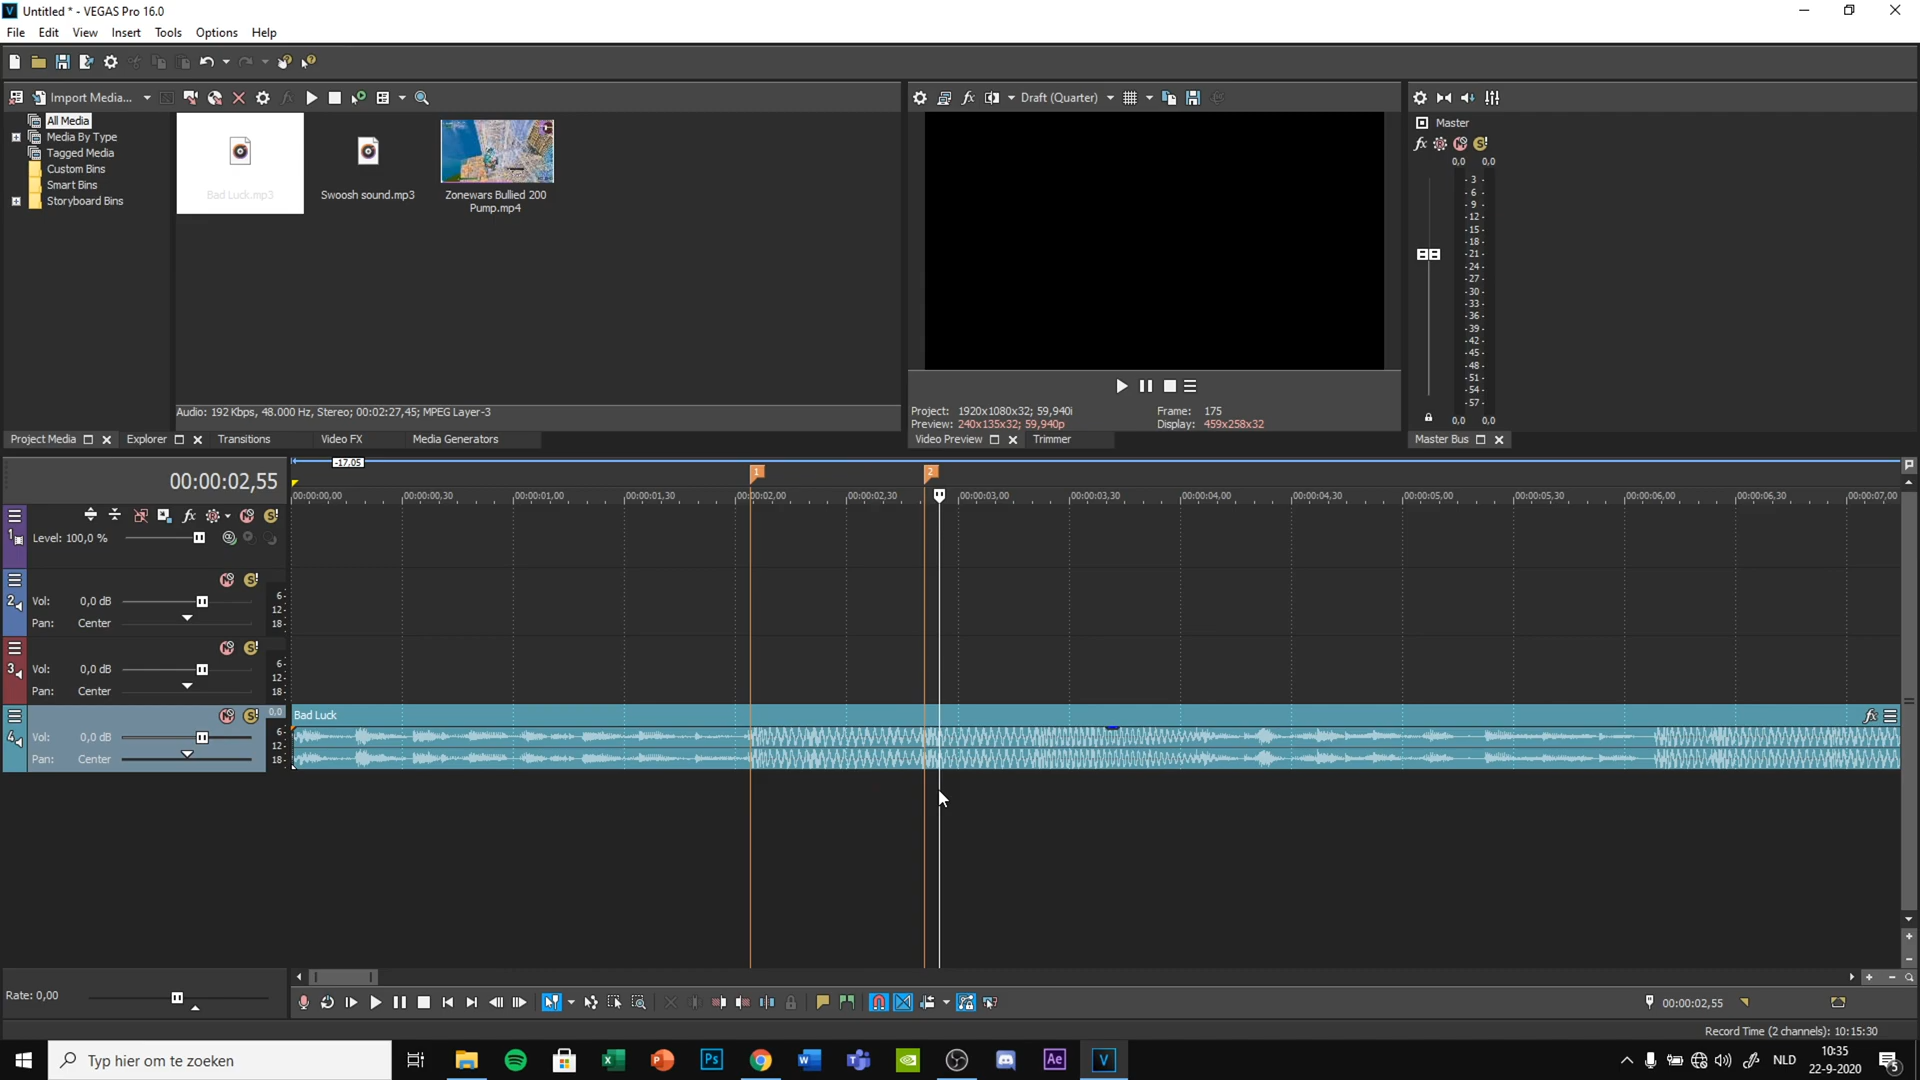 Untitled * - VEGAS Pro 16.0
File Edit View Insert Tools Options Help
Import Media...
Draft (Quarter)
All Media
Media By Type
Tagged Media
Custom Bins
Smart Bins
Storyboard Bins
Bad Luck.mp3
Swoosh sound.mp3
Zonewars Bullied 200
Pump.mp4
Master
0,0 0,0
-3-
-6-
-9-
-12-
-15-
-18-
-21-
-24-
-27-
-30-
-33-
-36-
-39-
-42-
-45-
-48-
-51-
-54-
-57-
0,0 0,0
Audio: 192 Kbps, 48.000 Hz, Stereo; 00:02:27,45; MPEG Layer-3
Project: 1920x1080x32; 59,940i Frame: 175
Preview: 240x135x32; 59,940p Display: 459x258x32
Project Media Explorer Transitions Video FX Media Generators
Video Preview Trimmer
Master Bus
00:00:02,55
-17,05
1 2
00:00:00,00 00:00:00,30 00:00:01,00 00:00:01,30 00:00:02,00 00:00:02,30 00:00:03,00 00:00:03,30 00:00:04,00 00:00:04,30 00:00:05,00 00:00:05,30 00:00:06,00 00:00:06,30 00:00:07,00
1
Level: 100,0 %
2
Vol: 0,0 dB
Pan: Center
6-
12-
18-
3
Vol: 0,0 dB
Pan: Center
6-
12-
18-
4
0,0
Vol: 0,0 dB
Pan: Center
6-
12-
18-
Bad Luck
fx
Rate: 0,00
00:00:02,55
Record Time (2 channels): 10:15:30
Typ hier om te zoeken
Ps
Ae
V
NLD
10:35
22-9-2020
5